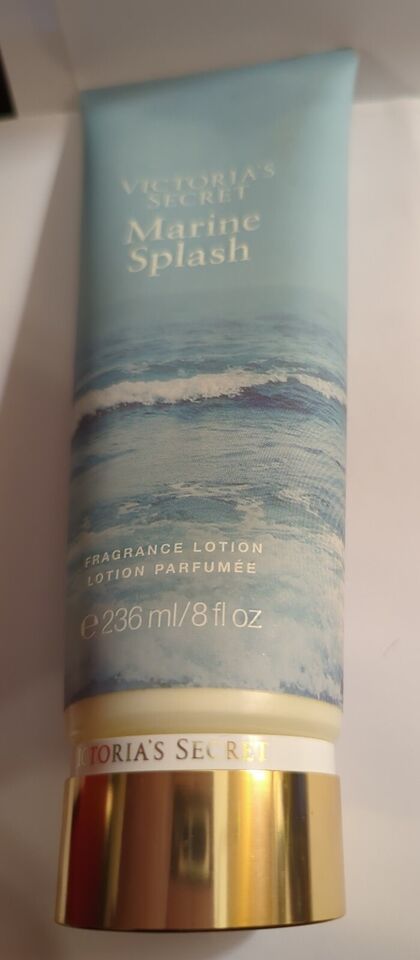 VICTORIA'S
SECRET
Marine
Splash
FRAGRANCE LOTION
LOTION PARFUMÉE
℮ 236 ml/8 fl oz
VICTORIA'S SECRET